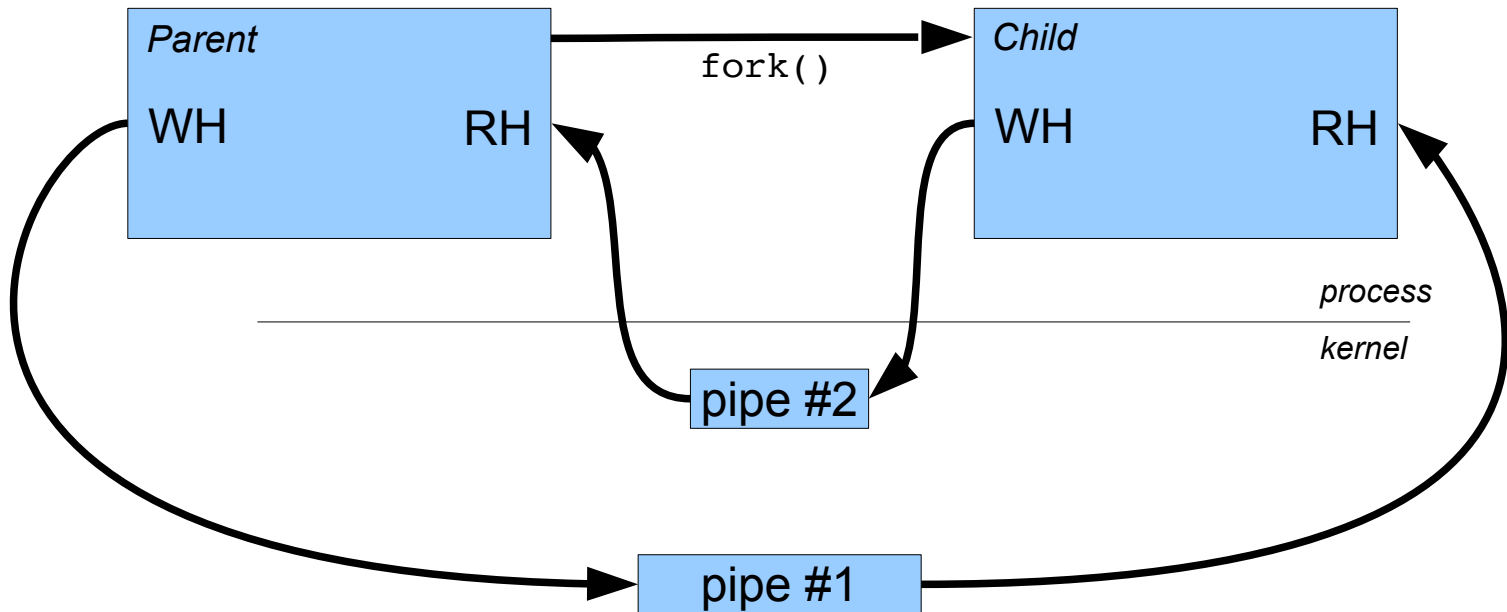 Parent
Child
fork()
WH
RH
WH
RH
process
kernel
pipe #2
pipe #1